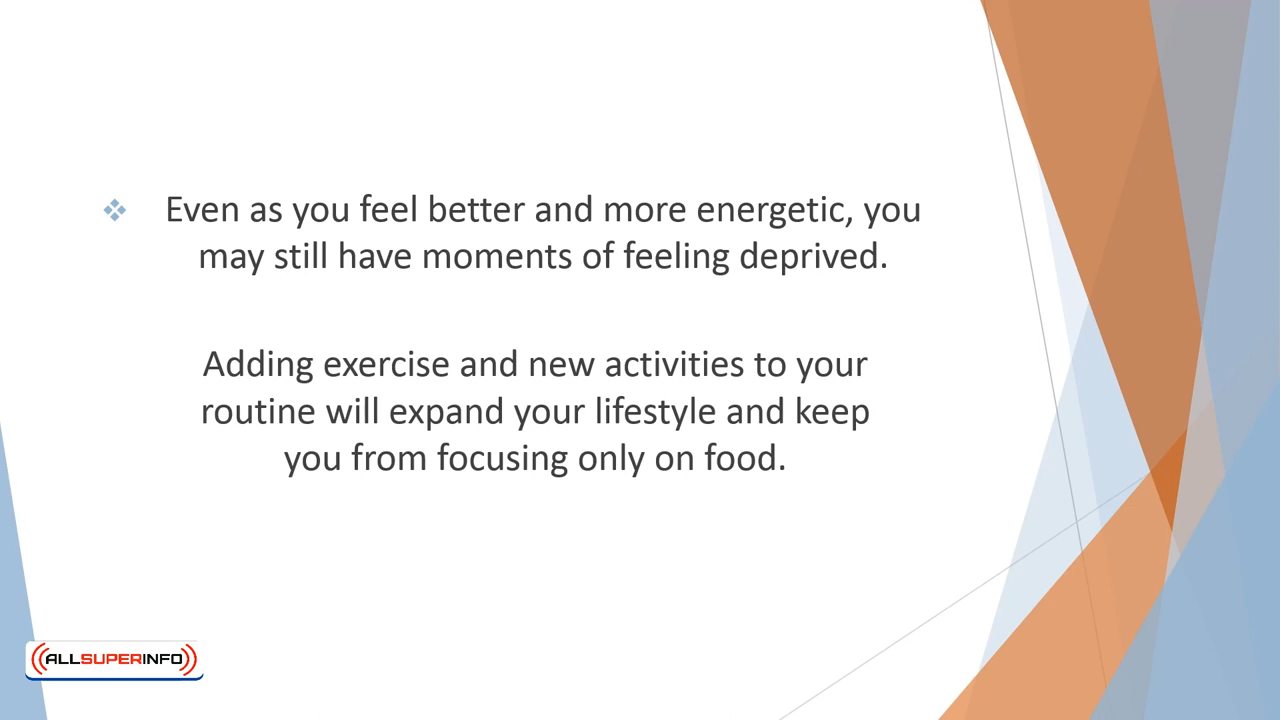 Even as you feel better and more energetic, you
may still have moments of feeling deprived.
Adding exercise and new activities to your
routine will expand your lifestyle and keep
you from focusing only on food.
ALLSUPERINFO